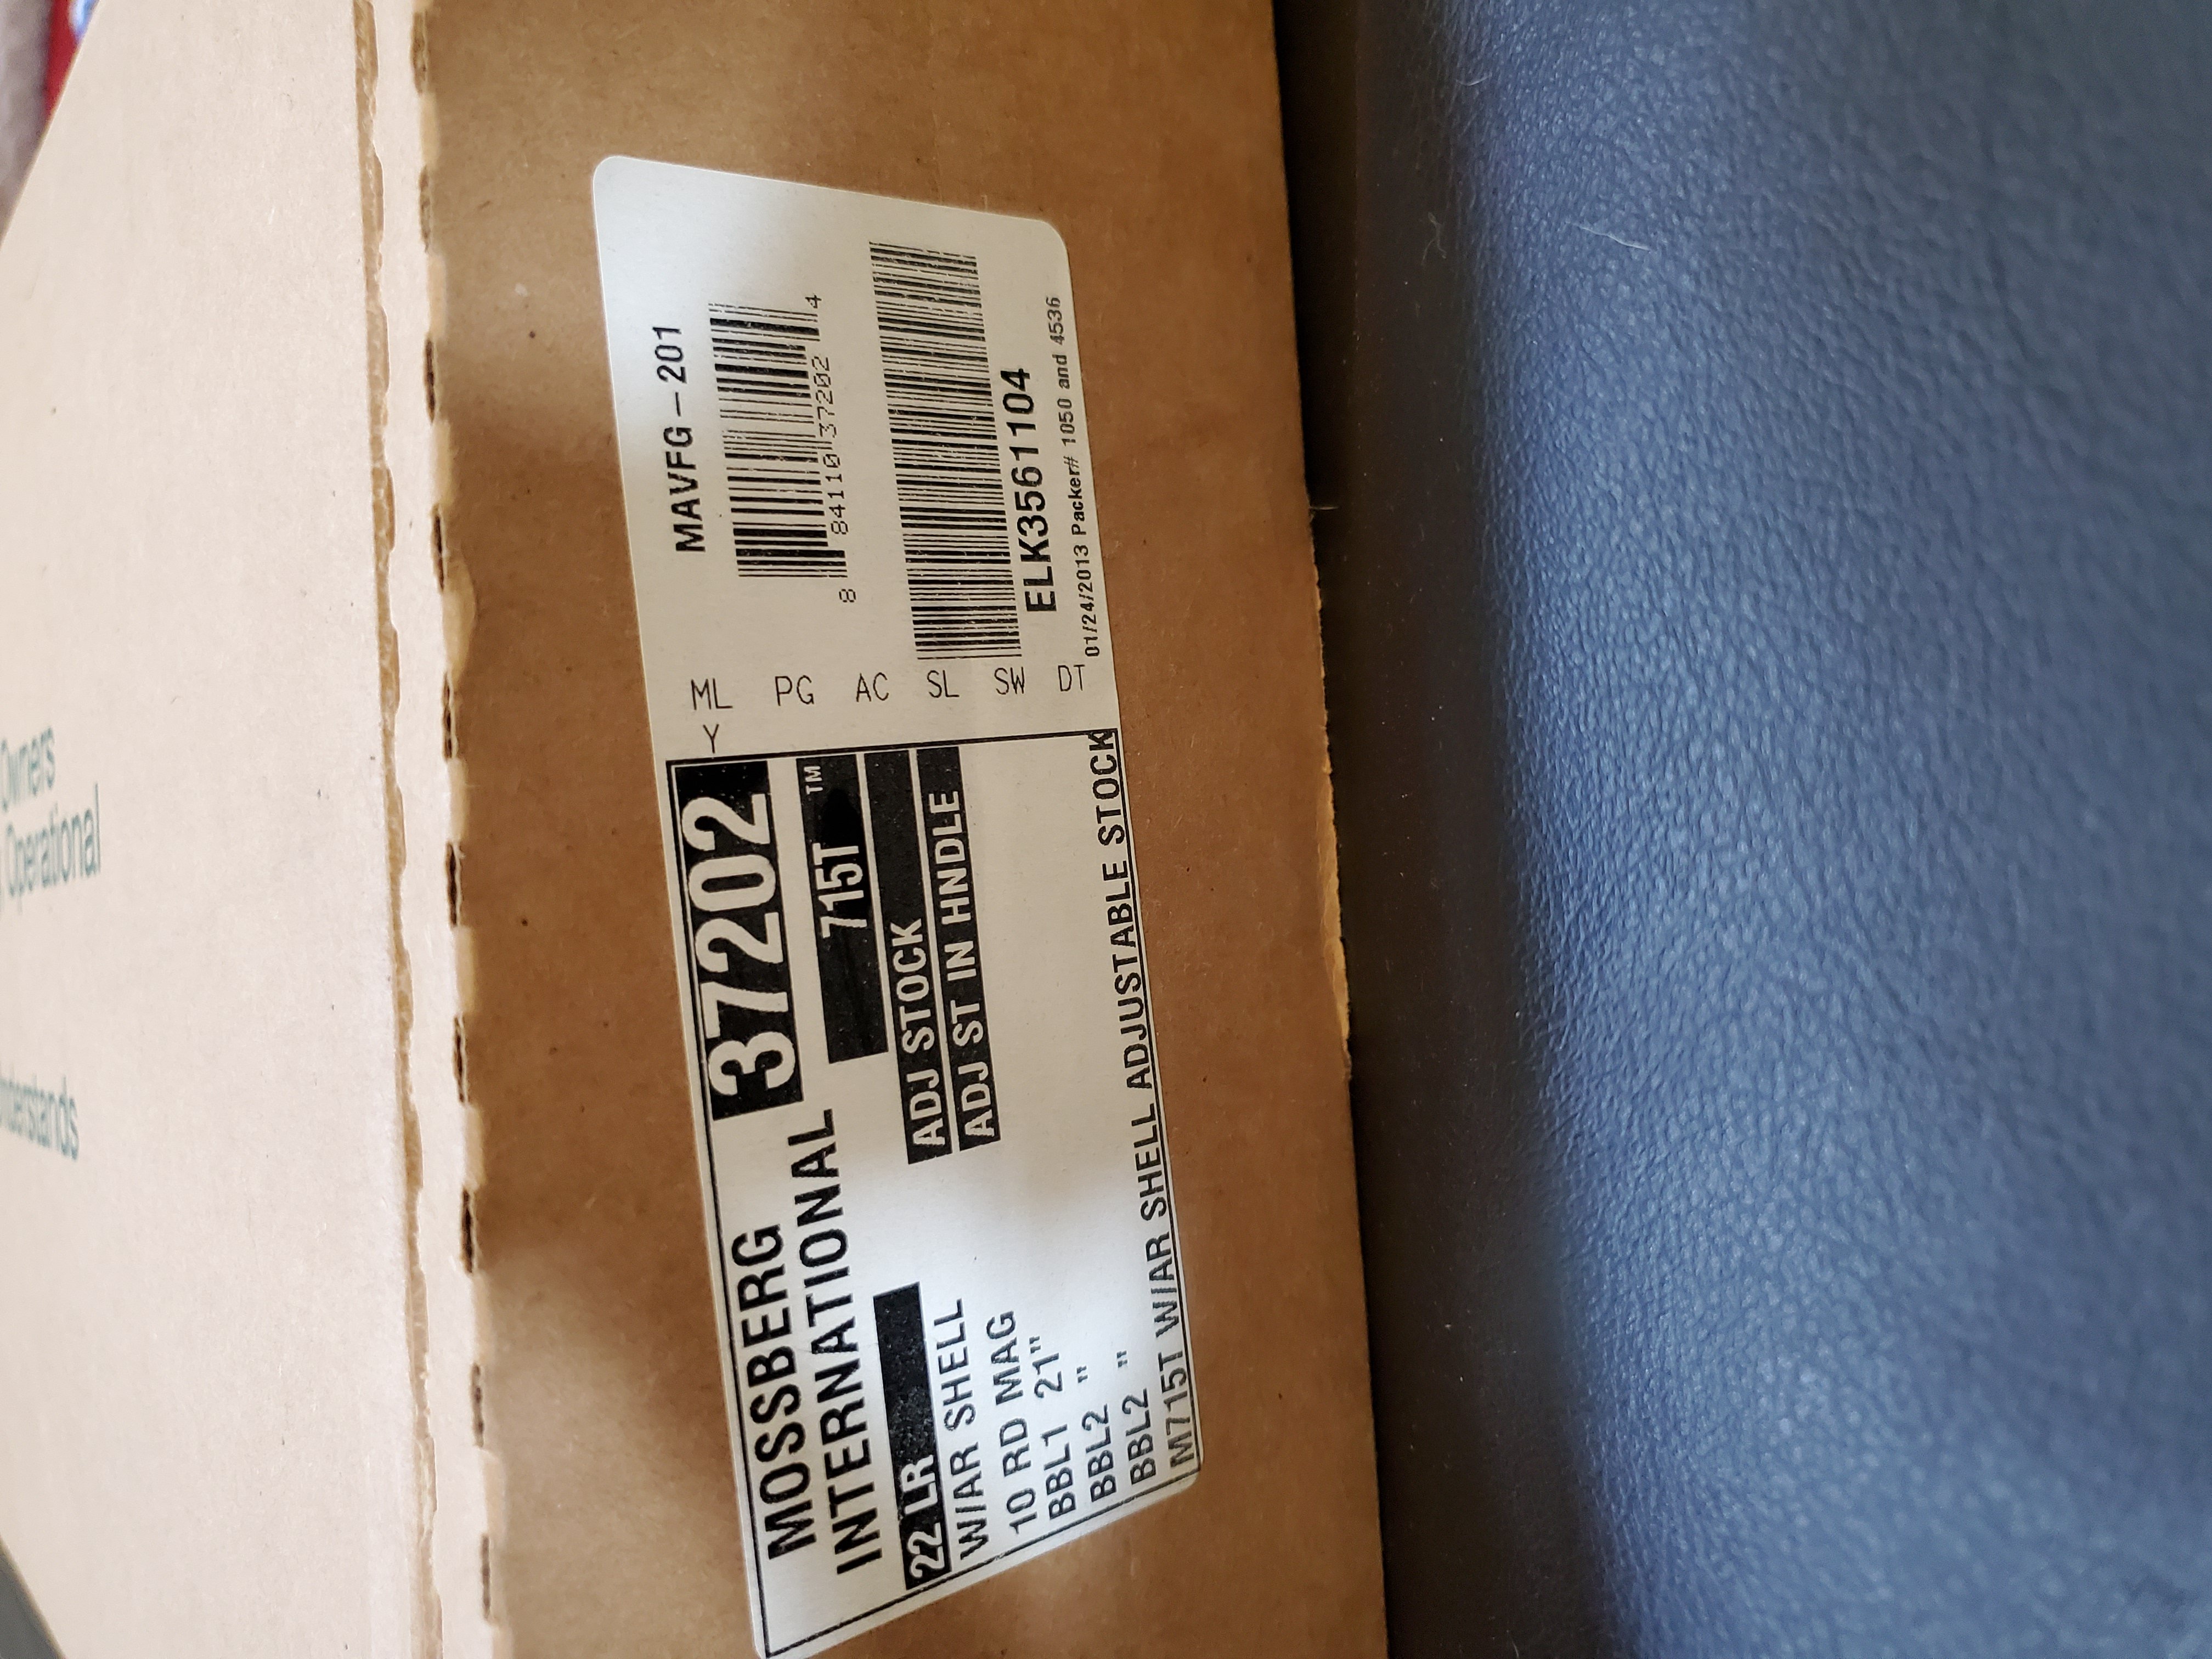 Owners
Operational
Understands
MOSSBERG
INTERNATIONAL
37202
715T ™
22 LR
ADJ STOCK
W/AR SHELL
ADJ ST IN HNDLE
10 RD MAG
BBL1 21"
BBL2 "
BBL2 "
M715T W/AR SHELL ADJUSTABLE STOCK
ML MAVFG-201
Y
PG
8 84110 37202 4
AC
SL
SW ELK3561104
DT 01/24/2013 Packer# 1050 and 4536